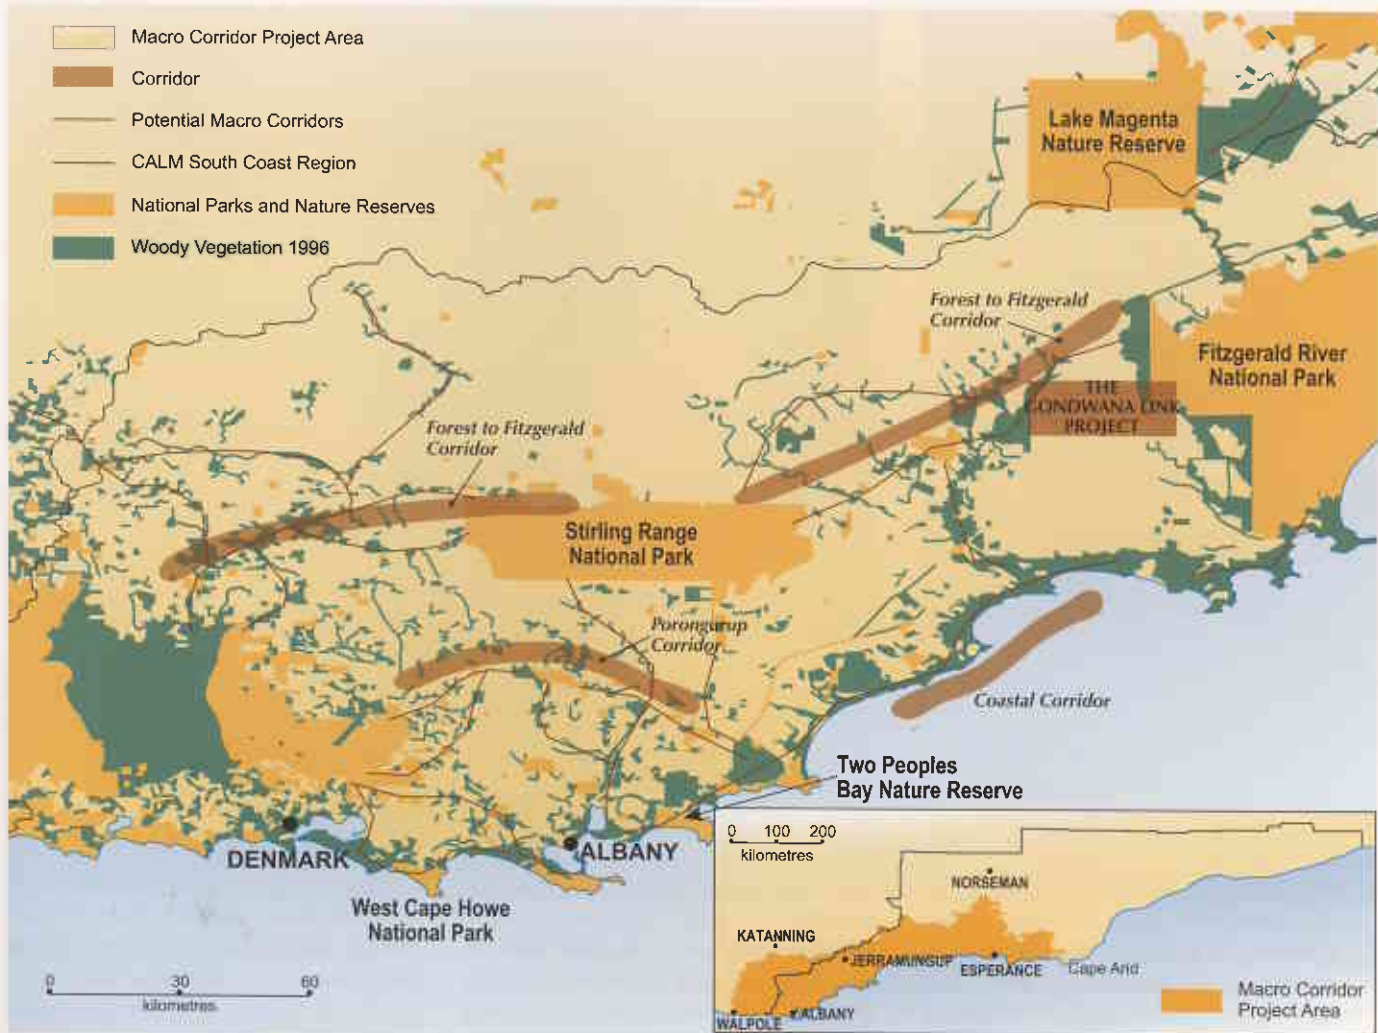 Macro Corridor Project Area
Corridor
Potential Macro Corridors
CALM South Coast Region
National Parks and Nature Reserves
Woody Vegetation 1996
Lake Magenta
Nature Reserve
Forest to Fitzgerald
Corridor
Fitzgerald River
National Park
THE
GONDWANA LINK
PROJECT
Forest to Fitzgerald
Corridor
Stirling Range
National Park
Porongurup
Corridor
Coastal Corridor
Two Peoples
Bay Nature Reserve
DENMARK
ALBANY
West Cape Howe
National Park
0 30 60
kilometres
0 100 200
kilometres
NORSEMAN
KATANNING
JERRAMUNGUP
ESPERANCE
Cape Arid
WALPOLE
ALBANY
Macro Corridor
Project Area